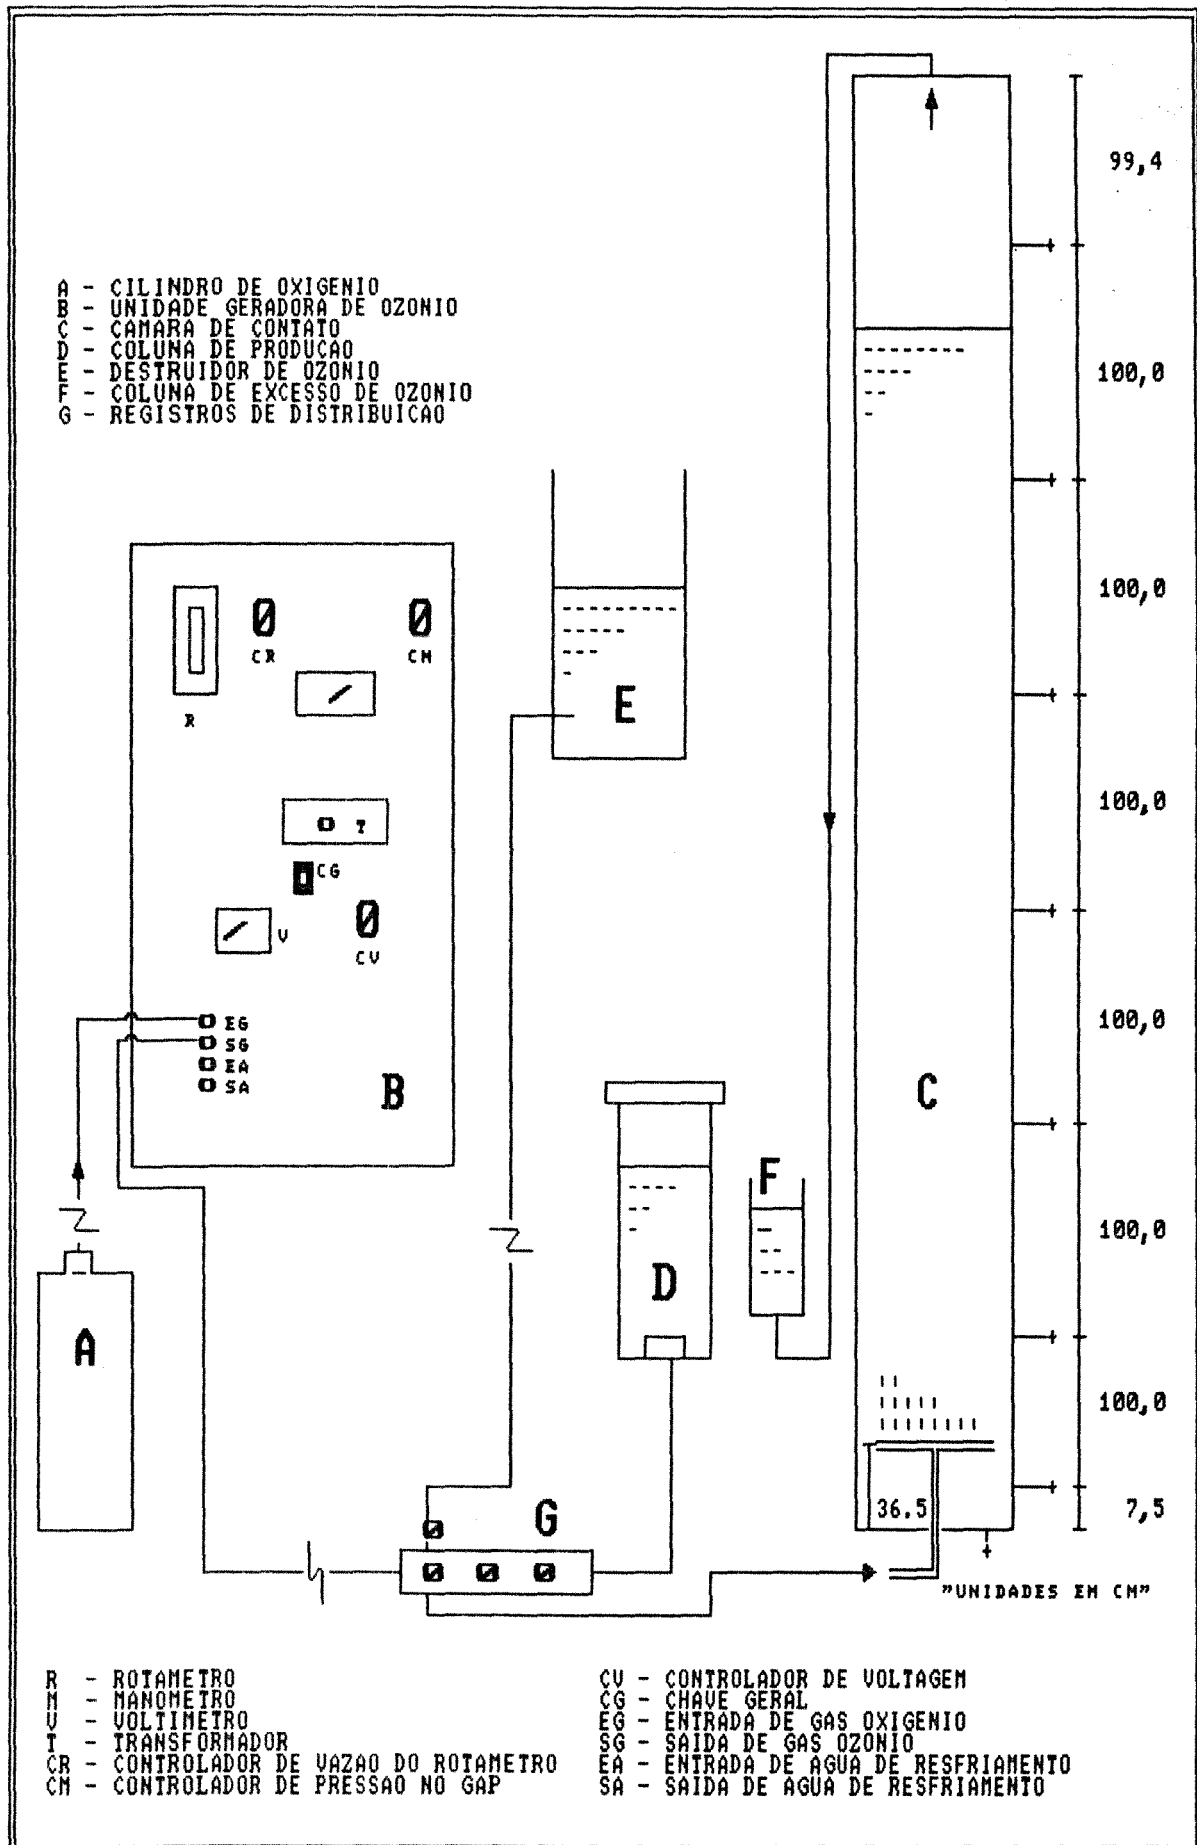 99,4
A - CILINDRO DE OXIGENIO
B - UNIDADE GERADORA DE OZONIO
C - CAMARA DE CONTATO
D - COLUNA DE PRODUCAO
E - DESTRUIDOR DE OZONIO
F - COLUNA DE EXCESSO DE OZONIO
G - REGISTROS DE DISTRIBUICAO
100,0
100,0
CR
CM
R
E
100,0
T
CG
V
CV
EG
SG
EA
SA
B
100,0
C
F
100,0
D
A
100,0
36.5
7,5
G
"UNIDADES EM CM"
R - ROTAMETRO
M - MANOMETRO
V - VOLTIMETRO
T - TRANSFORMADOR
CR - CONTROLADOR DE VAZAO DO ROTAMETRO
CM - CONTROLADOR DE PRESSAO NO GAP
CV - CONTROLADOR DE VOLTAGEM
CG - CHAVE GERAL
EG - ENTRADA DE GAS OXIGENIO
SG - SAIDA DE GAS OZONIO
EA - ENTRADA DE AGUA DE RESFRIAMENTO
SA - SAIDA DE AGUA DE RESFRIAMENTO